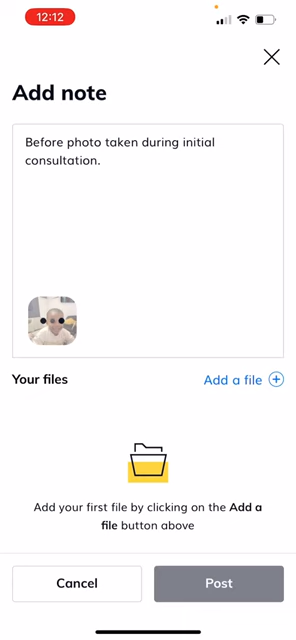 12:12
Add note
Before photo taken during initial
consultation.
Your files
Add a file
Add your first file by clicking on the Add a
file button above
Cancel
Post